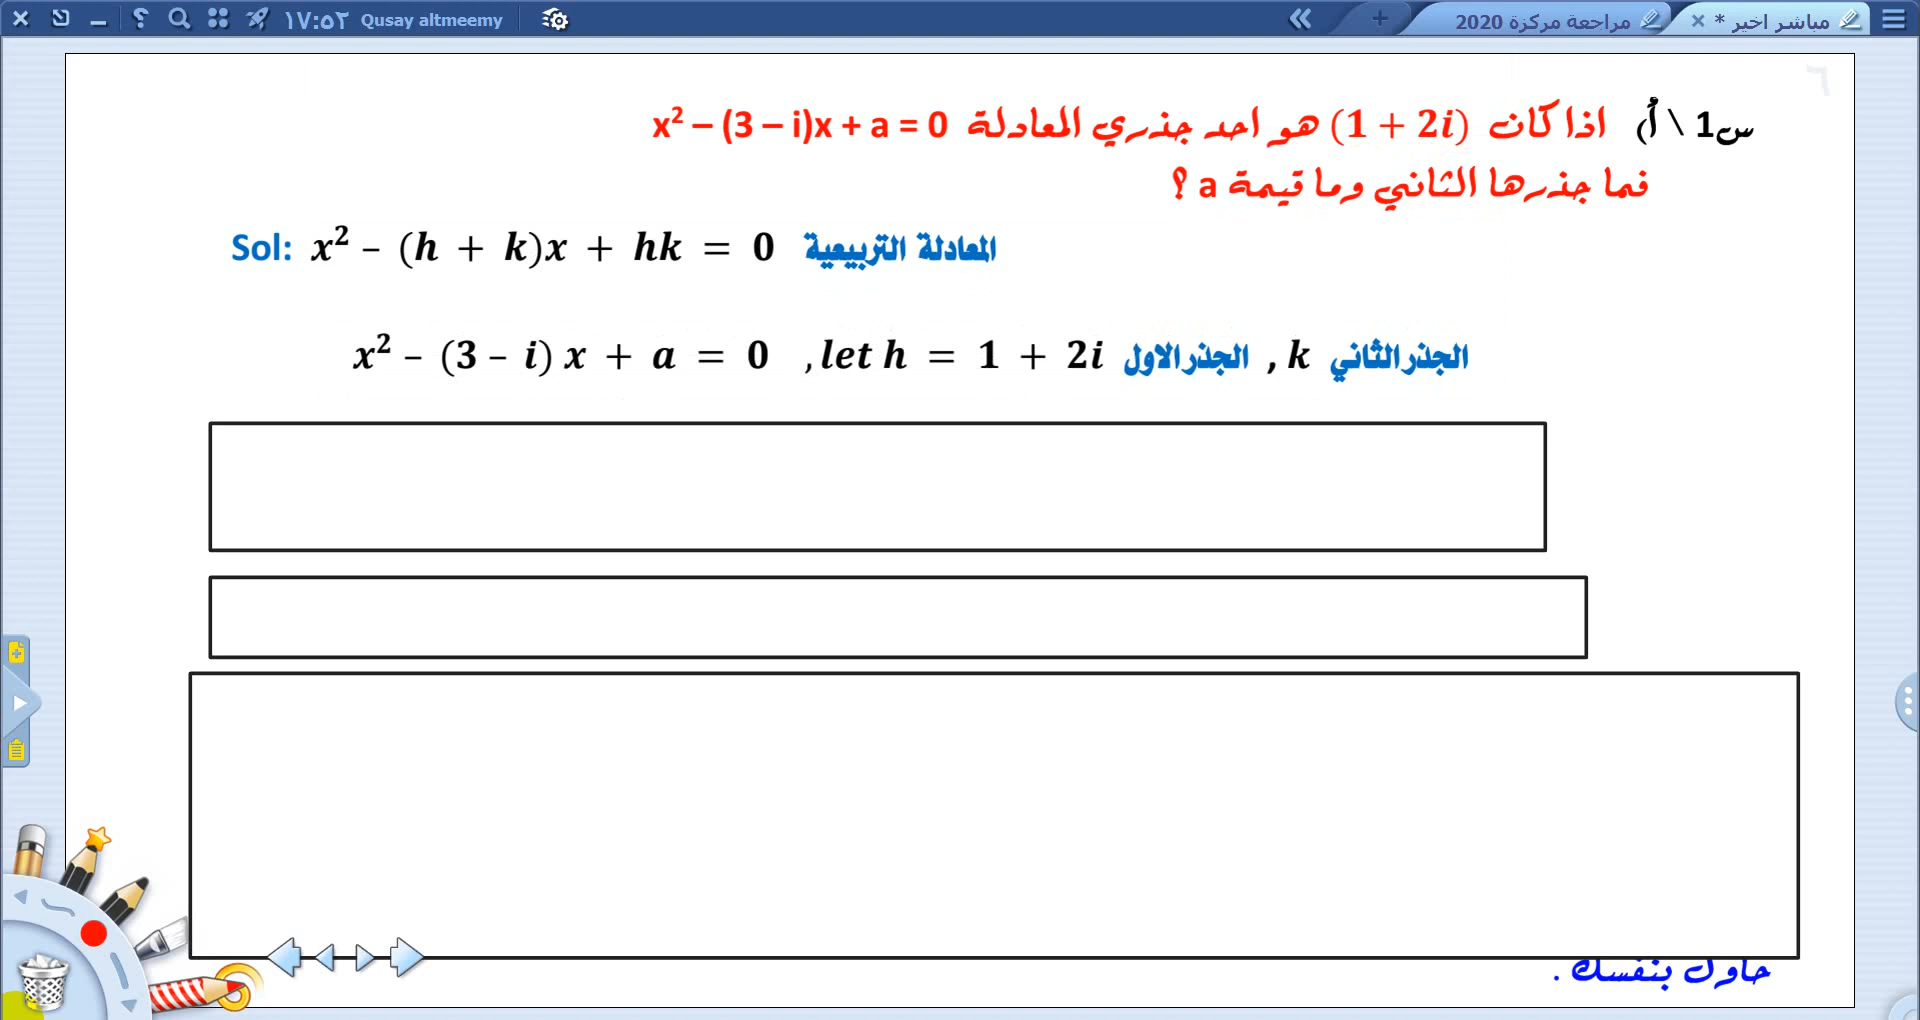 ١٧:٥٢ Qusay altmeemy
مراجعة مركزة 2020
مباشر اخير *
٦
س1 \ أ) اذا كانت (1 + 2i) هو احد جذري المعادلة x² – (3 – i)x + a = 0
فما جذرها الثاني وما قيمة a ؟
Sol: x² – (h + k)x + hk = 0 المعادلة التربيعية
x² – (3 – i) x + a = 0 , let h = 1 + 2i الجذر الاول , k الجذر الثاني
حاول بنفسك .